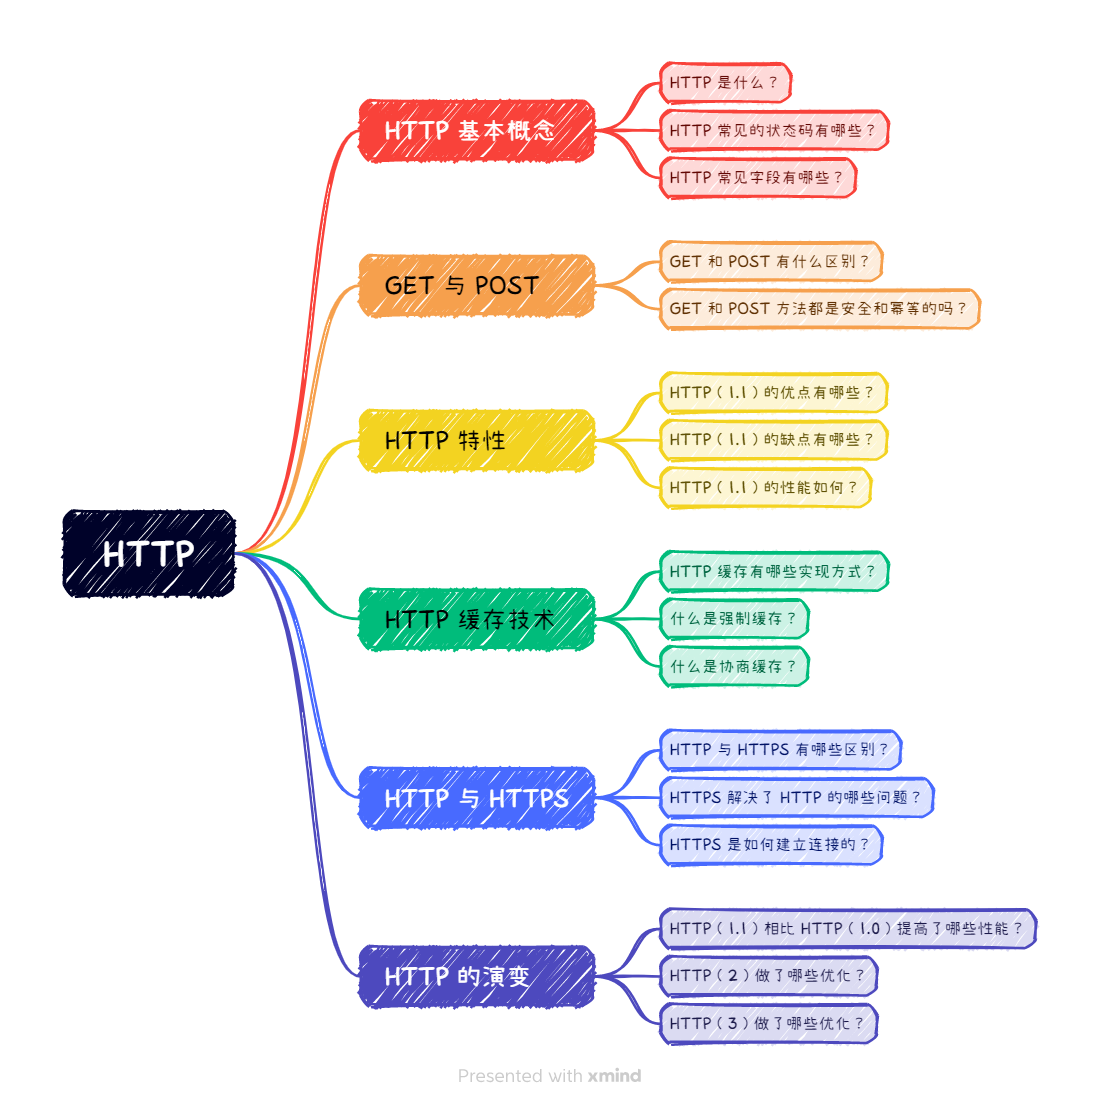 HTTP
HTTP 基本概念
HTTP 是什么？
HTTP 常见的状态码有哪些？
HTTP 常见字段有哪些？
GET 与 POST
GET 和 POST 有什么区别？
GET 和 POST 方法都是安全和幂等的吗？
HTTP 特性
HTTP（1.1）的优点有哪些？
HTTP（1.1）的缺点有哪些？
HTTP（1.1）的性能如何？
HTTP 缓存技术
HTTP 缓存有哪些实现方式？
什么是强制缓存？
什么是协商缓存？
HTTP 与 HTTPS
HTTP 与 HTTPS 有哪些区别？
HTTPS 解决了 HTTP 的哪些问题？
HTTPS 是如何建立连接的？
HTTP 的演变
HTTP（1.1）相比 HTTP（1.0）提高了哪些性能？
HTTP（2）做了哪些优化？
HTTP（3）做了哪些优化？
Presented with xmind